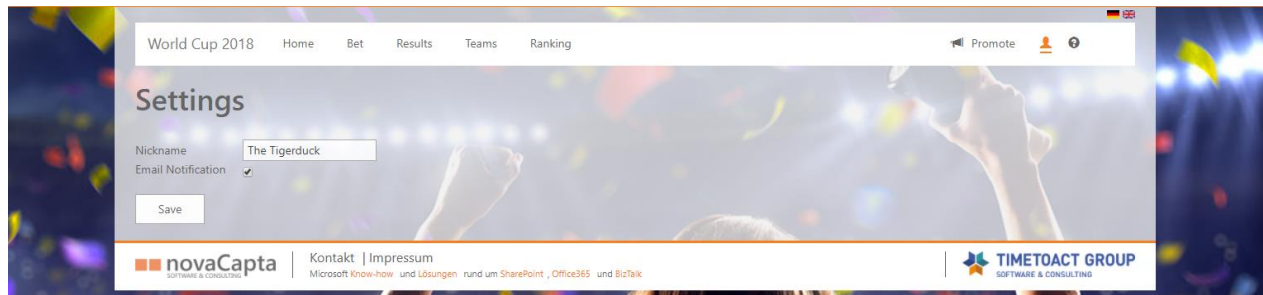 World Cup 2018 Home Bet Results Teams Ranking Promote
Settings
Nickname The Tigerduck
Email Notification
Save
novaCapta
SOFTWARE & CONSULTING
Kontakt | Impressum
Microsoft Know-how und Lösungen rund um SharePoint , Office365 und BizTalk
TIMETOACT GROUP
SOFTWARE & CONSULTING